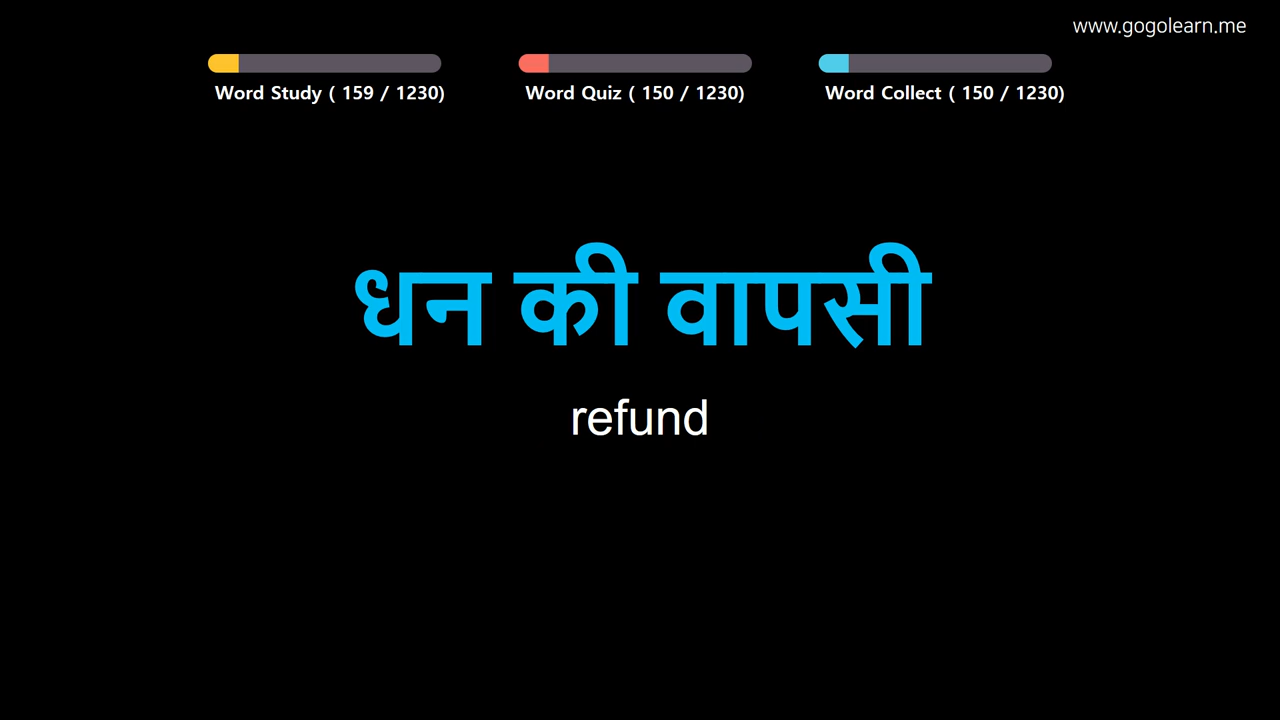 www.gogolearn.me
Word Study ( 159 / 1230)
Word Quiz ( 150 / 1230)
Word Collect ( 150 / 1230)
धन की वापसी
refund